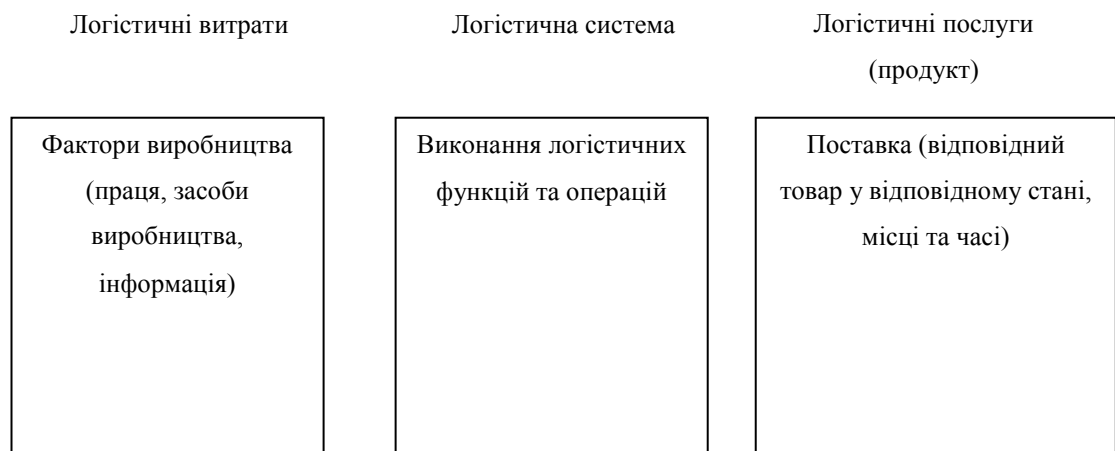 Логістичні витрати
Логістична система
Логістичні послуги
(продукт)
Фактори виробництва
(праця, засоби
виробництва,
інформація)
Виконання логістичних
функцій та операцій
Поставка (відповідний
товар у відповідному стані,
місці та часі)